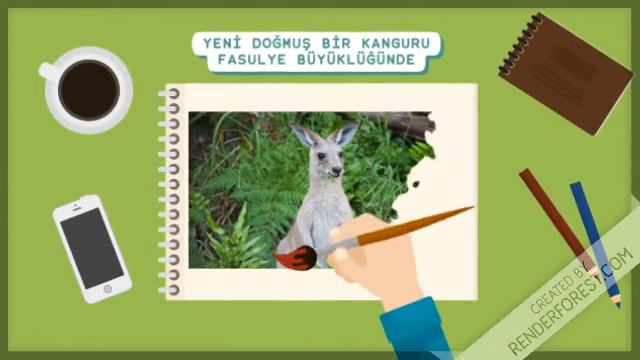 YENİ DOĞMUŞ BİR KANGURU
FASULYE BÜYÜKLÜĞÜNDE
CREATED BY
RENDERFOREST.COM